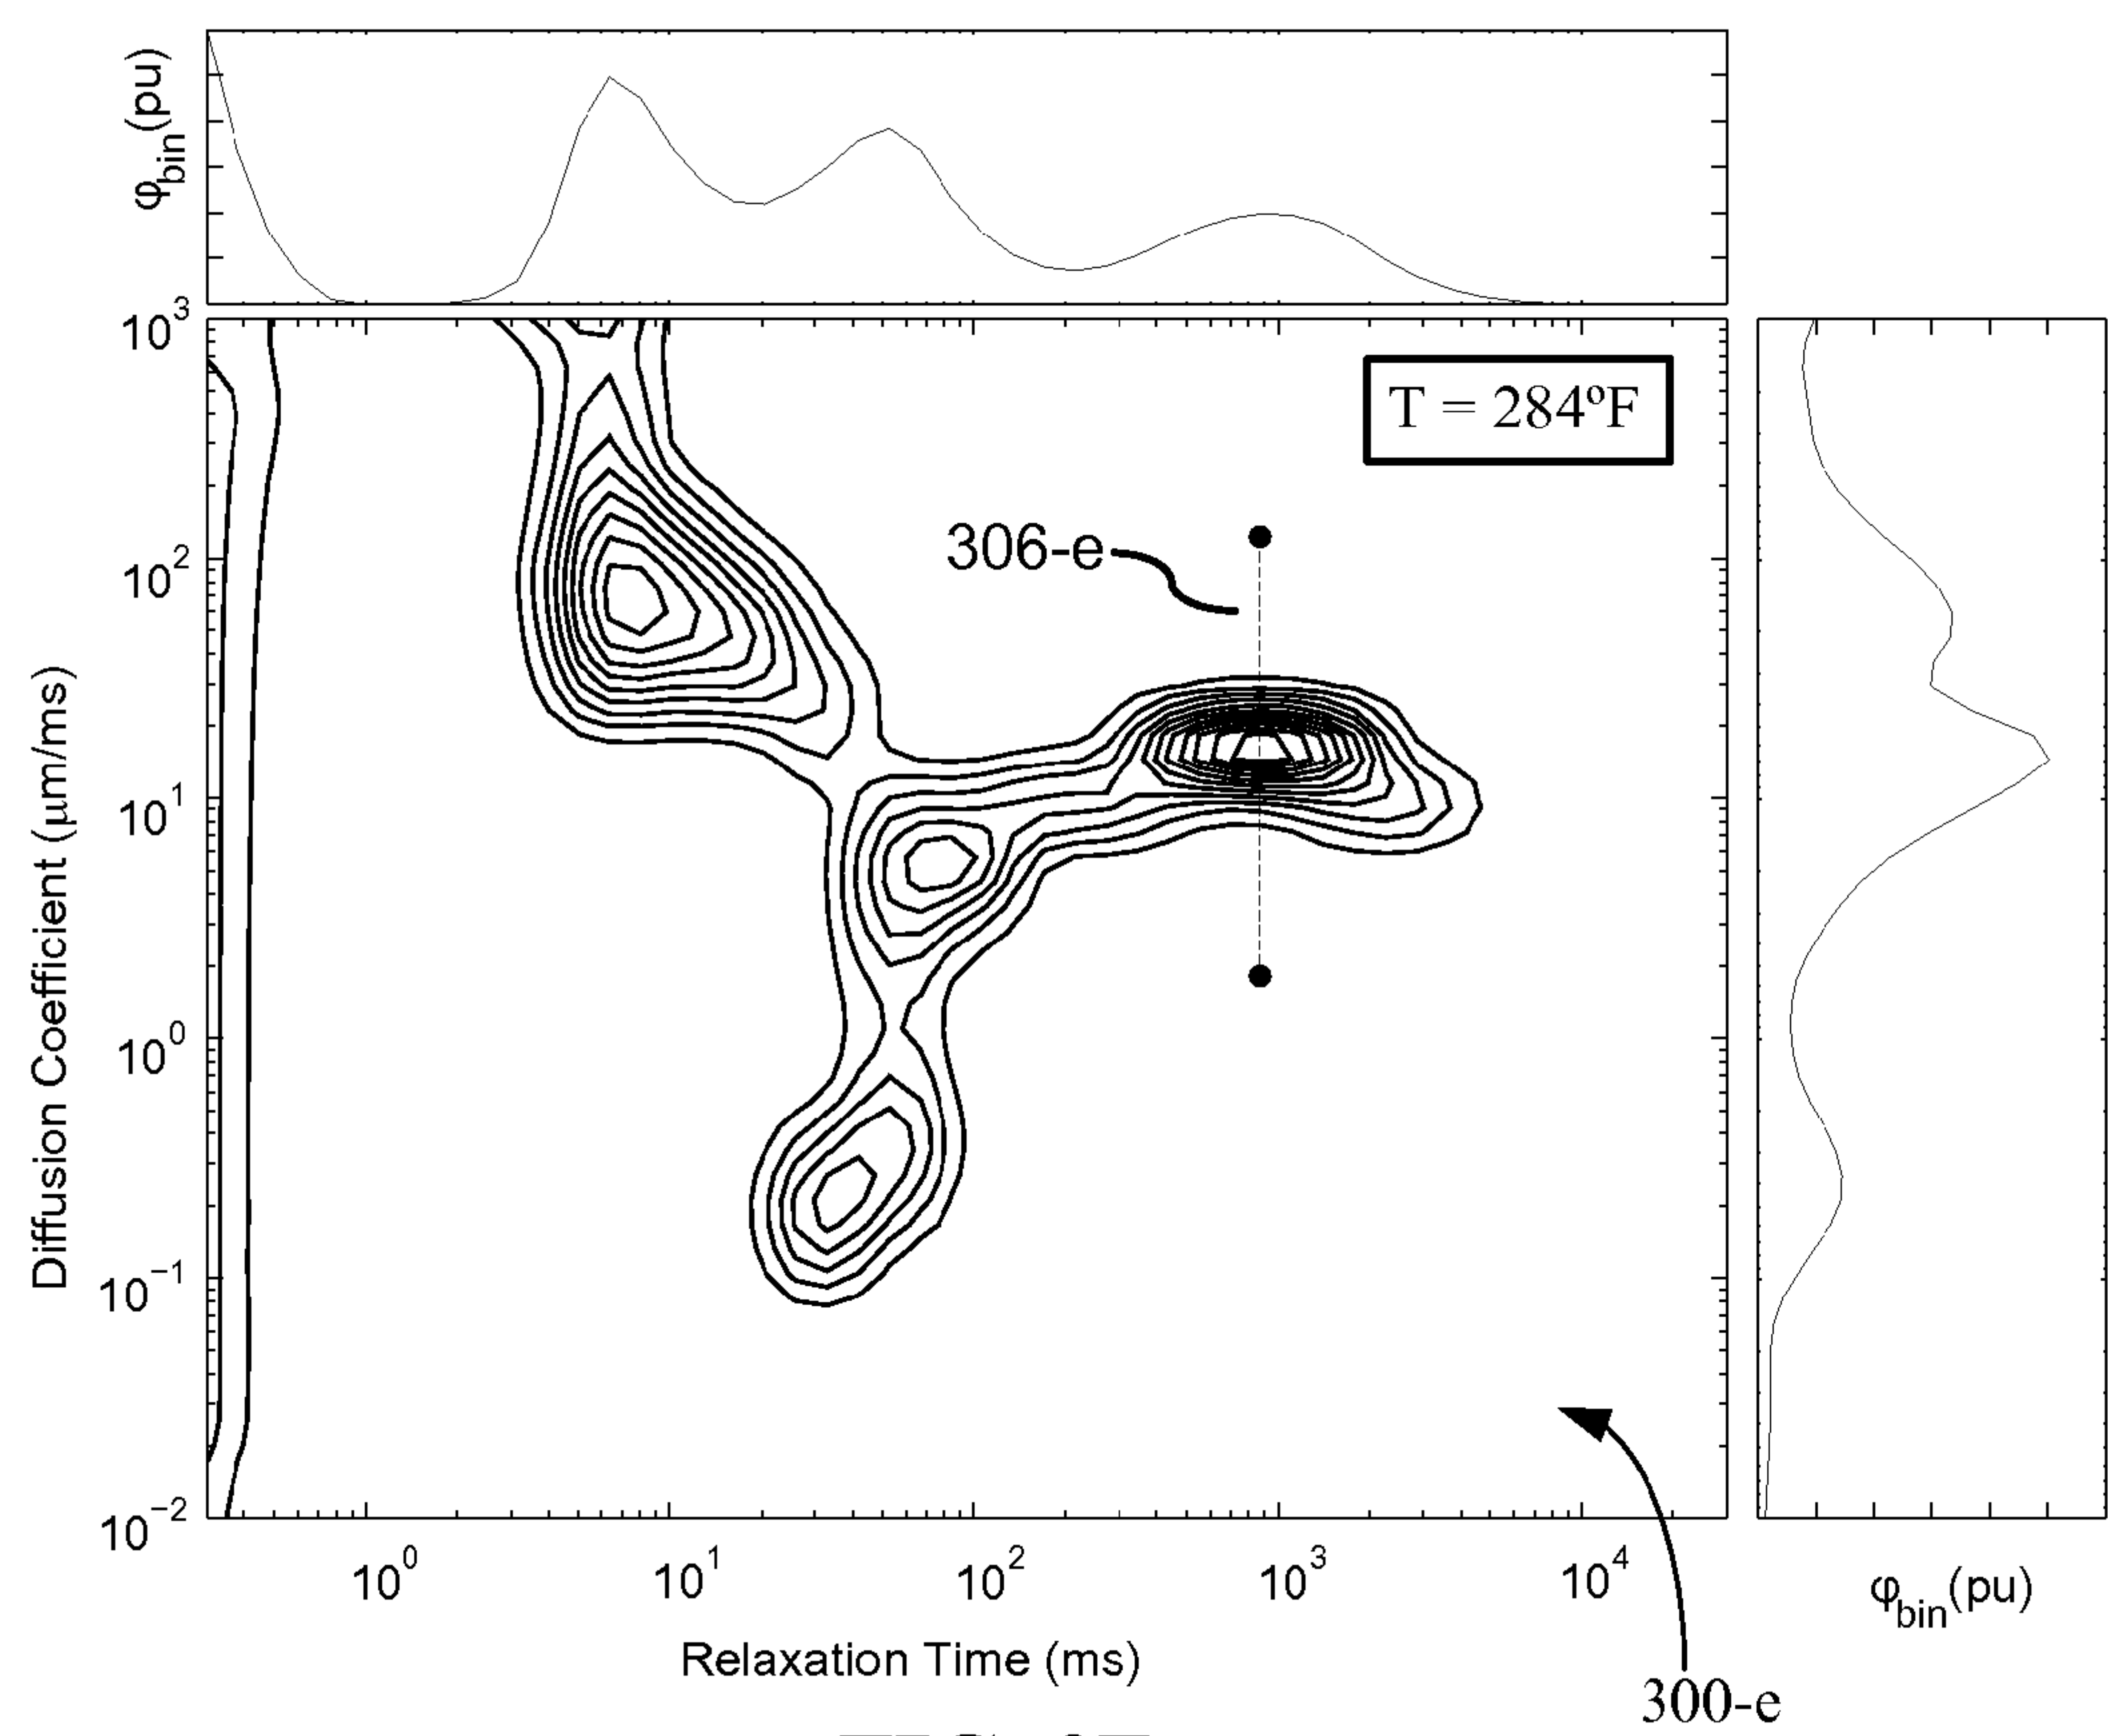 φbin(pu)
10³
T = 284ºF
306-e
10²
Diffusion Coefficient (µm/ms)
10¹
10⁰
10⁻¹
10⁻²
10⁰ 10¹ 10² 10³ 10⁴
φbin(pu)
Relaxation Time (ms)
300-e